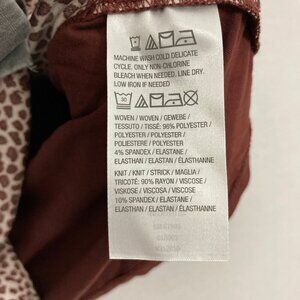 MACHINE WASH COLD DELICATE
CYCLE. ONLY NON-CHLORINE
BLEACH WHEN NEEDED. LINE DRY.
LOW IRON IF NEEDED
30
WOVEN / WOVEN / GEWEBE /
TESSUTO / TISSÉ: 96% POLYESTER /
POLYESTER / POLYESTER /
POLIESTERE / POLYESTER
4% SPANDEX / ELASTANE /
ELASTHAN / ELASTAN / ÉLASTHANNE
KNIT / KNIT / STRICK / MAGLIA /
TRICOTÉ: 90% RAYON / VISCOSE /
VISKOSE / VISCOSA / VISCOSE
10% SPANDEX / ELASTANE /
ELASTHAN / ELASTAN /